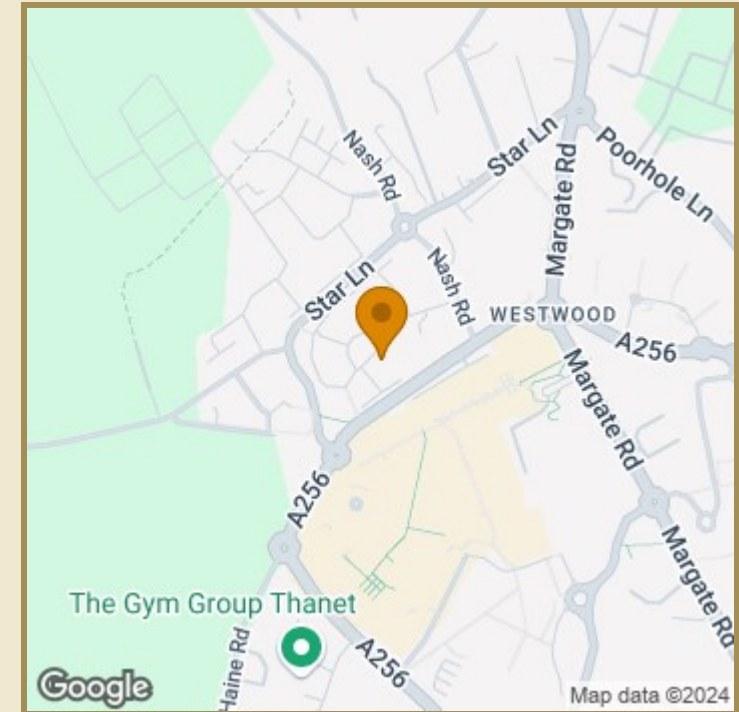 Nash Rd
Star Ln
Poorhole Ln
Margate Rd
Star Ln
Nash Rd
WESTWOOD
A256
Margate Rd
A256
Margate Rd
The Gym Group Thanet
Haine Rd
A256
Google
Map data ©2024